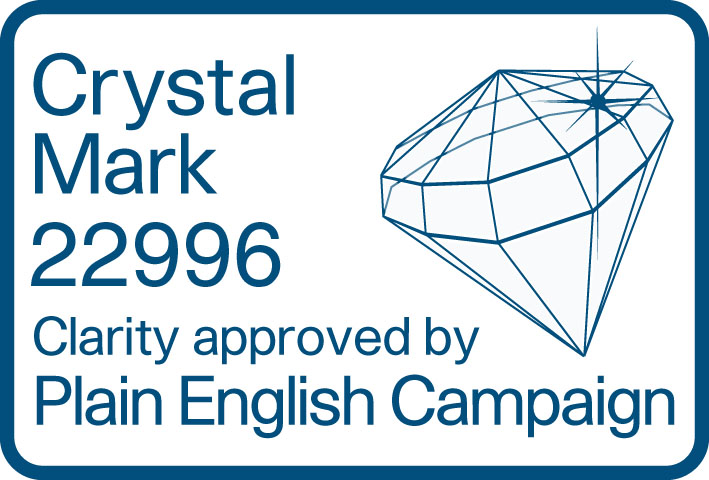 Crystal
Mark
22996
Clarity approved by
Plain English Campaign